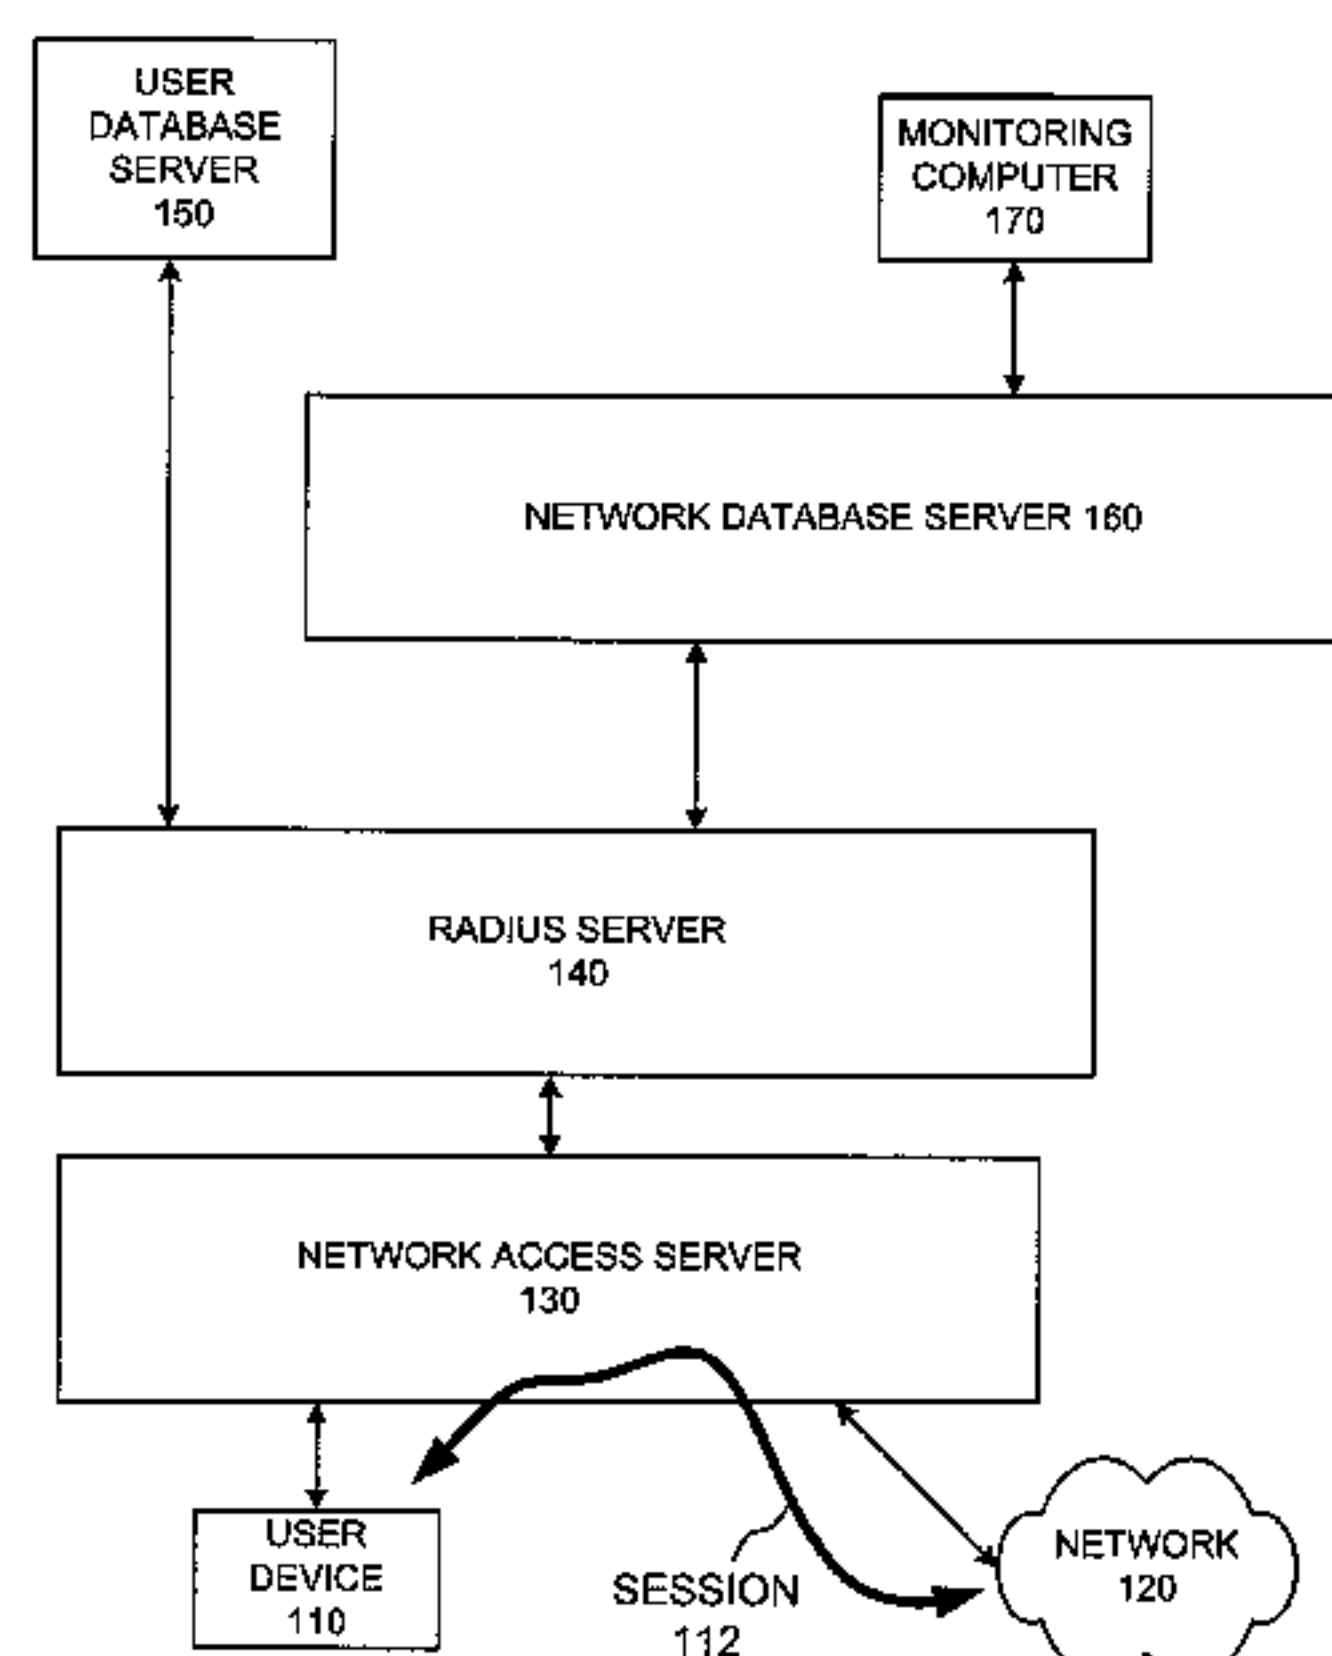 USER
DATABASE
SERVER
150
MONITORING
COMPUTER
170
NETWORK DATABASE SERVER 160
RADIUS SERVER
140
NETWORK ACCESS SERVER
130
USER
DEVICE
110
SESSION
112
NETWORK
120